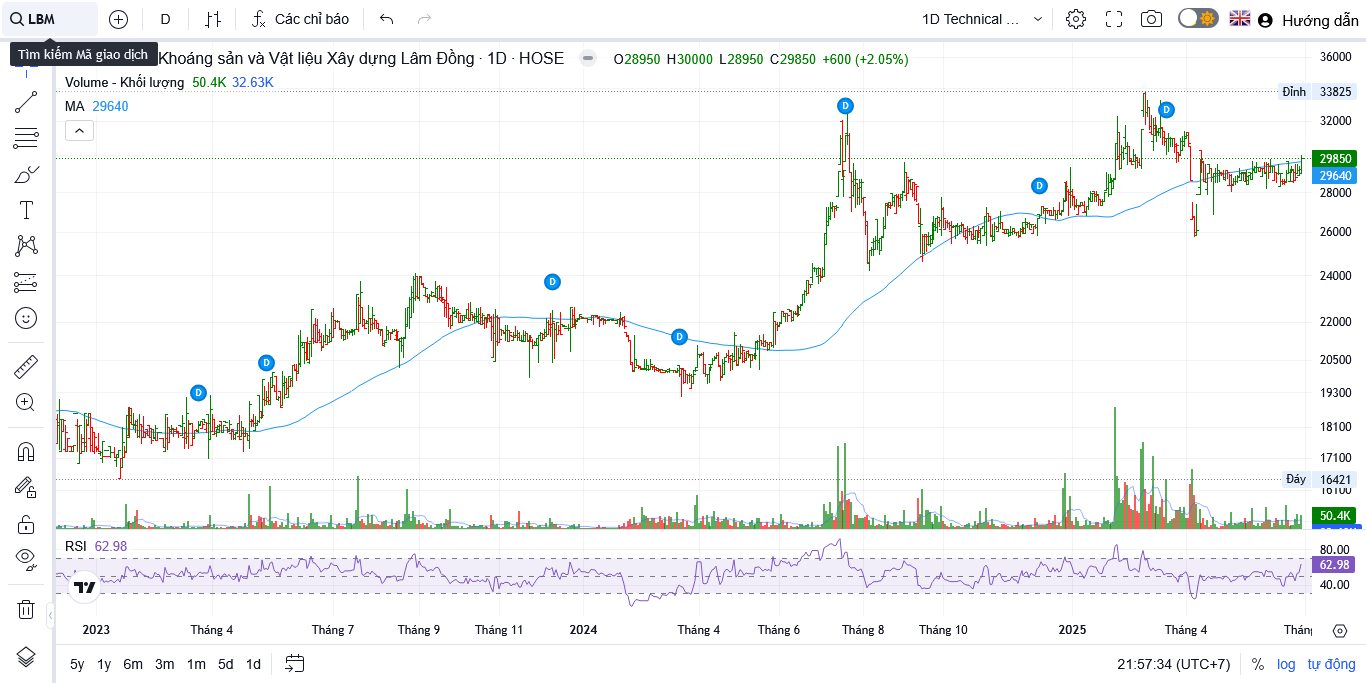 LBM D Các chỉ báo 1D Technical ... Hướng dẫn
Tìm kiếm Mã giao dịch Khoáng sản và Vật liệu Xây dựng Lâm Đồng · 1D · HOSE O28950 H30000 L28950 C29850 +600 (+2.05%)
Volume - Khối lượng 50.4K 32.63K
MA 29640
36000
Đỉnh 33825
32000
29850
29640
28000
26000
24000
22000
20500
19300
18100
17100
Đáy 16421
16100
50.4K
D
D
D
D
D
D
D
RSI 62.98
80.00
62.98
40.00
2023 Tháng 4 Tháng 7 Tháng 9 Tháng 11 2024 Tháng 4 Tháng 6 Tháng 8 Tháng 10 2025 Tháng 4 Thán
5y 1y 6m 3m 1m 5d 1d 21:57:34 (UTC+7) % log tự động